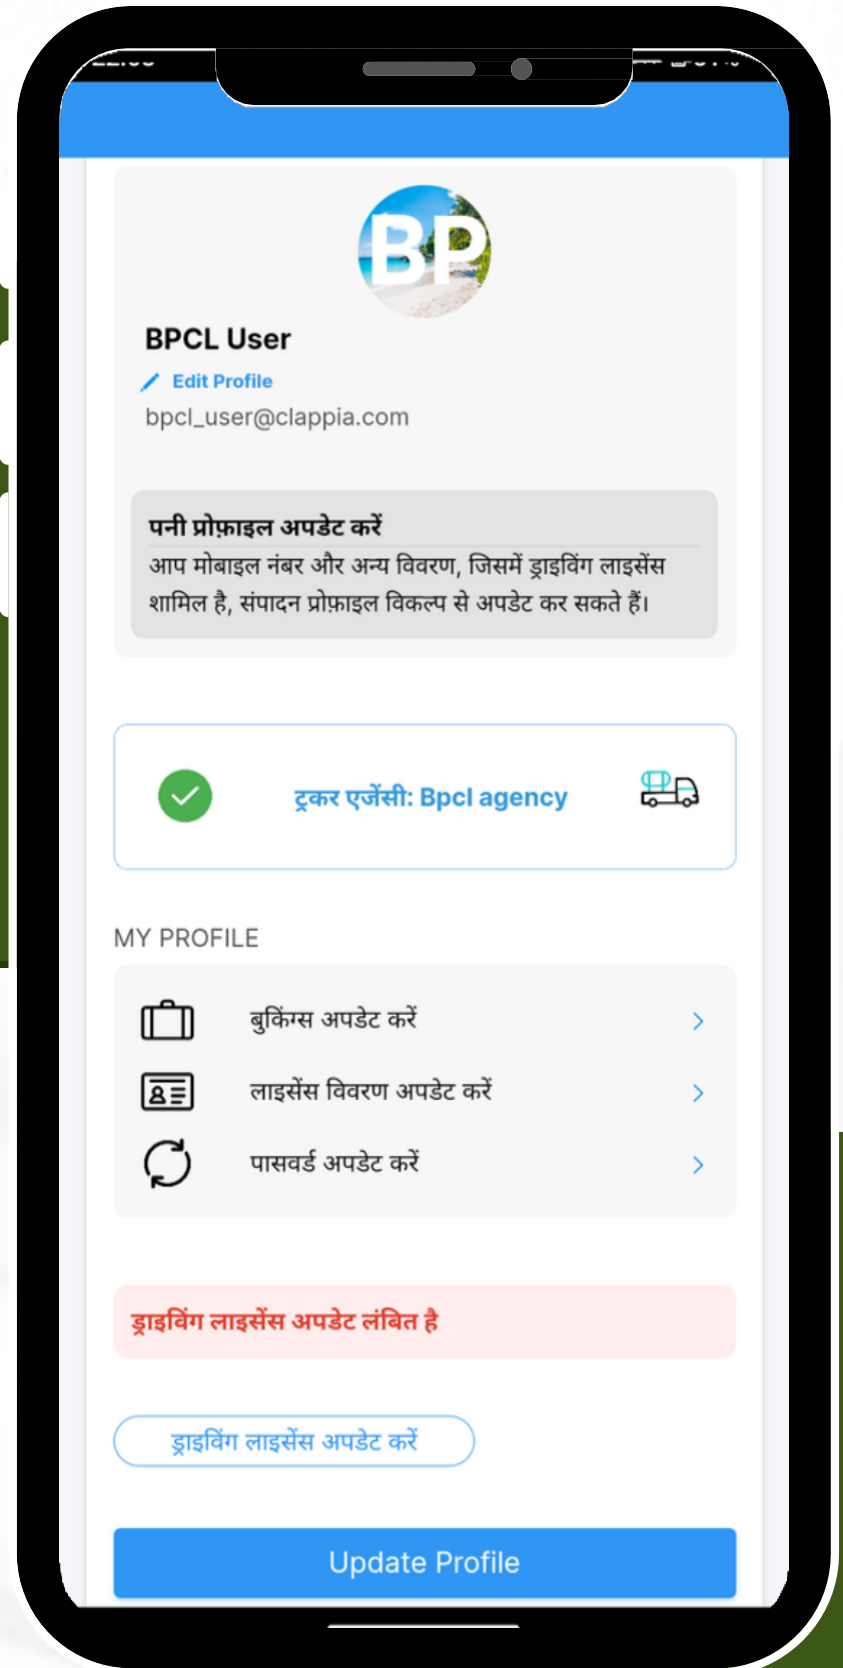 BP
BPCL User
Edit Profile
bpcl_user@clappia.com
पनी प्रोफ़ाइल अपडेट करें
आप मोबाइल नंबर और अन्य विवरण, जिसमें ड्राइविंग लाइसेंस
शामिल है, संपादन प्रोफ़ाइल विकल्प से अपडेट कर सकते हैं।
ट्रकर एजेंसी: Bpcl agency
MY PROFILE
बुकिंग्स अपडेट करें
लाइसेंस विवरण अपडेट करें
पासवर्ड अपडेट करें
ड्राइविंग लाइसेंस अपडेट लंबित है
ड्राइविंग लाइसेंस अपडेट करें
Update Profile